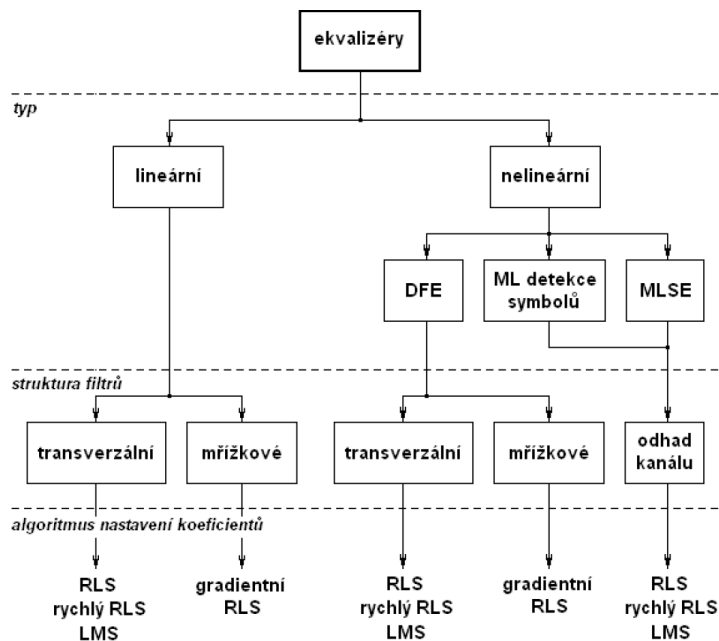 ekvalizéry
typ
lineární
nelineární
DFE
ML detekce
symbolů
MLSE
struktura filtrů
transverzální
mřížkové
transverzální
mřížkové
odhad
kanálu
algoritmus nastavení koeficientů
RLS
rychlý RLS
LMS
gradientní
RLS
RLS
rychlý RLS
LMS
gradientní
RLS
RLS
rychlý RLS
LMS